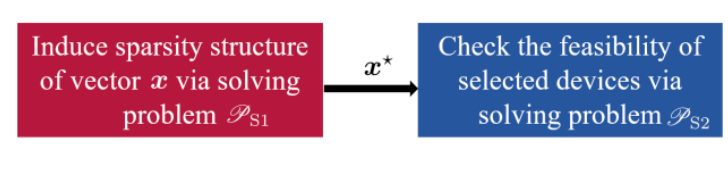 Induce sparsity structure
of vector x via solving
problem 𝒫S1
x⋆
Check the feasibility of
selected devices via
solving problem 𝒫S2